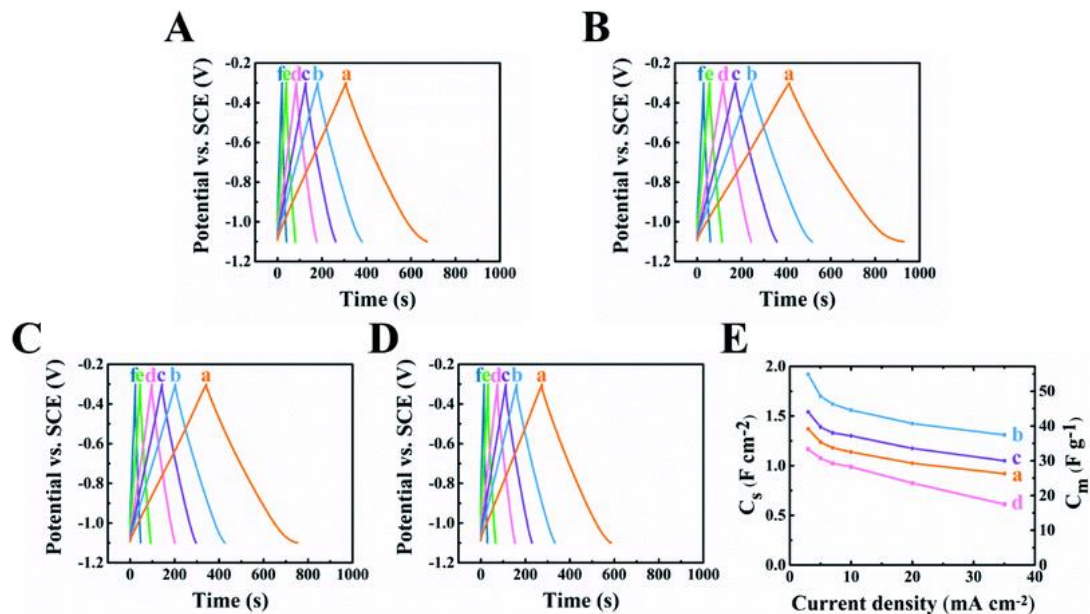 A
Potential vs. SCE (V)
-0.2
-0.4
-0.6
-0.8
-1.0
-1.2
f e d c b a
0 200 400 600 800 1000
Time (s)
B
Potential vs. SCE (V)
-0.2
-0.4
-0.6
-0.8
-1.0
-1.2
f e d c b a
0 200 400 600 800 1000
Time (s)
C
Potential vs. SCE (V)
-0.2
-0.4
-0.6
-0.8
-1.0
-1.2
f e d c b a
0 200 400 600 800 1000
Time (s)
D
Potential vs. SCE (V)
-0.2
-0.4
-0.6
-0.8
-1.0
-1.2
f e d c b a
0 200 400 600 800 1000
Time (s)
E
Cs (F cm-2)
2.0
1.5
1.0
0.5
0.0
b
c
a
d
50
40
30
20
10
0
Cm (F g-1)
0 10 20 30
Current density (mA cm-2)